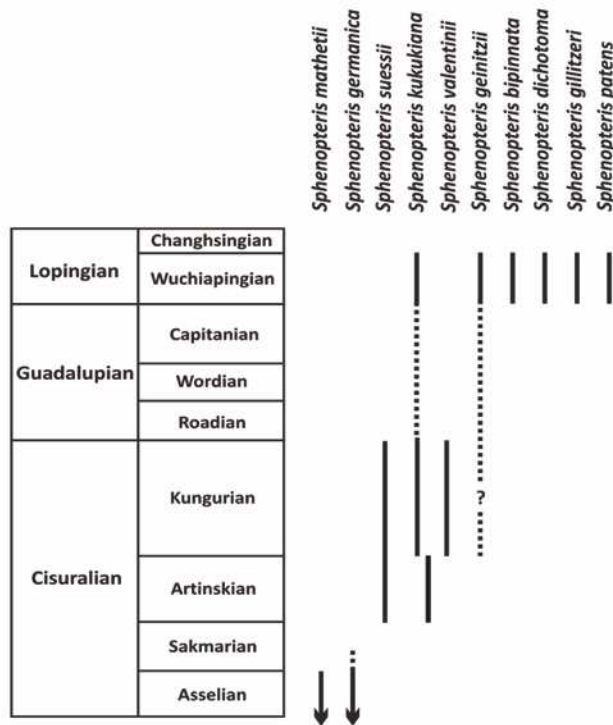 Sphenopteris mathetii
Sphenopteris germanica
Sphenopteris suessii
Sphenopteris kukukiana
Sphenopteris valentinii
Sphenopteris geinitzii
Sphenopteris bipinnata
Sphenopteris dichotoma
Sphenopteris gillitzeri
Sphenopteris patens
Lopingian
Changhsingian
Wuchiapingian
Guadalupian
Capitanian
Wordian
Roadian
Cisuralian
Kungurian
?
Artinskian
Sakmarian
Asselian